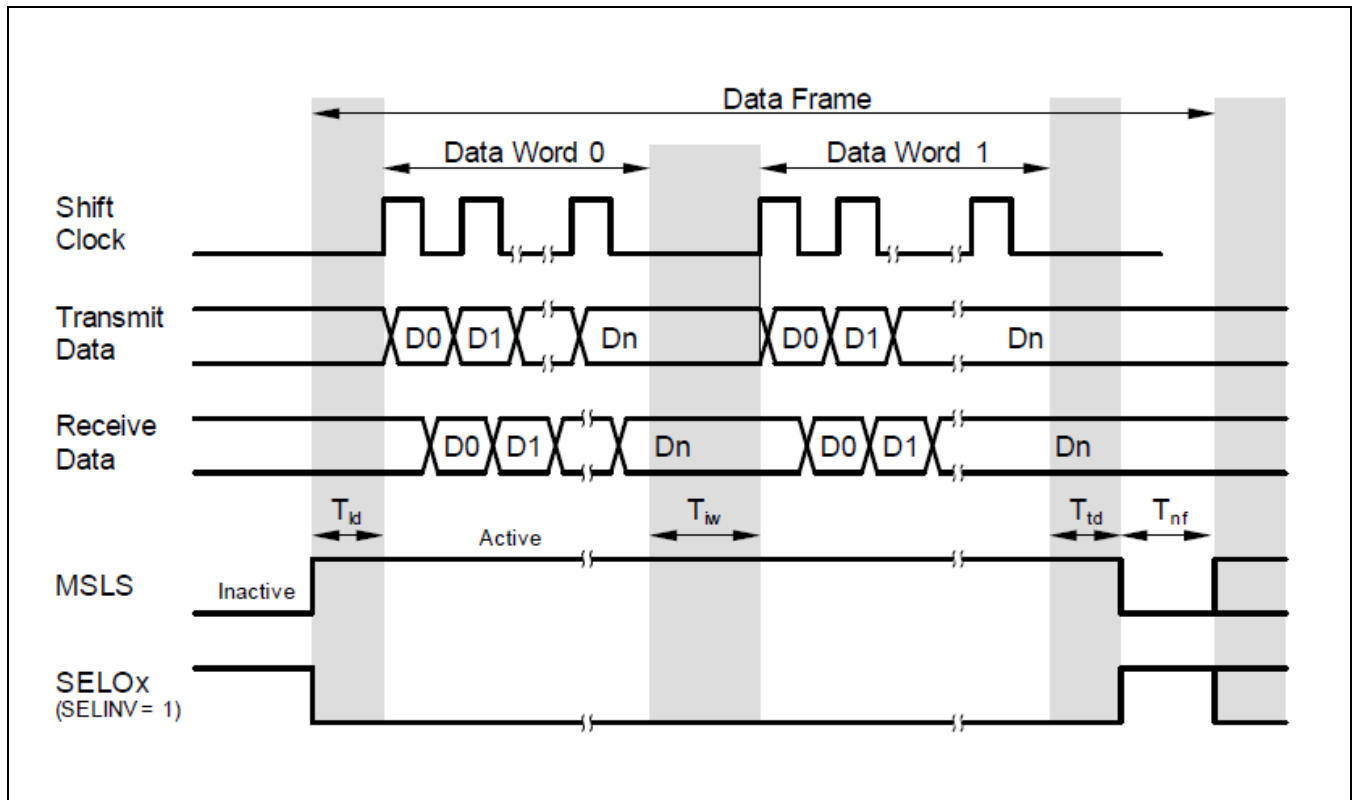 Data Frame
Data Word 0 Data Word 1
Shift
Clock
Transmit
Data
D0 D1 Dn D0 D1 Dn
Receive
Data
D0 D1 Dn D0 D1 Dn
Tld Tiw Ttd Tnf
Active
MSLS Inactive
SELOx
(SELINV = 1)